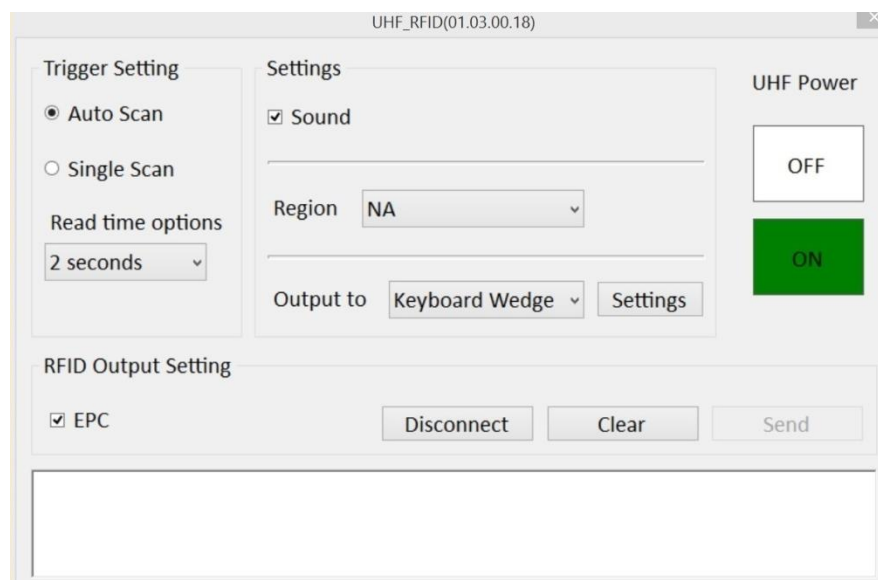 UHF_RFID(01.03.00.18)
Trigger Setting
Auto Scan
Single Scan
Read time options
2 seconds
Settings
Sound
Region NA
Output to Keyboard Wedge Settings
UHF Power
OFF
ON
RFID Output Setting
EPC Disconnect Clear Send